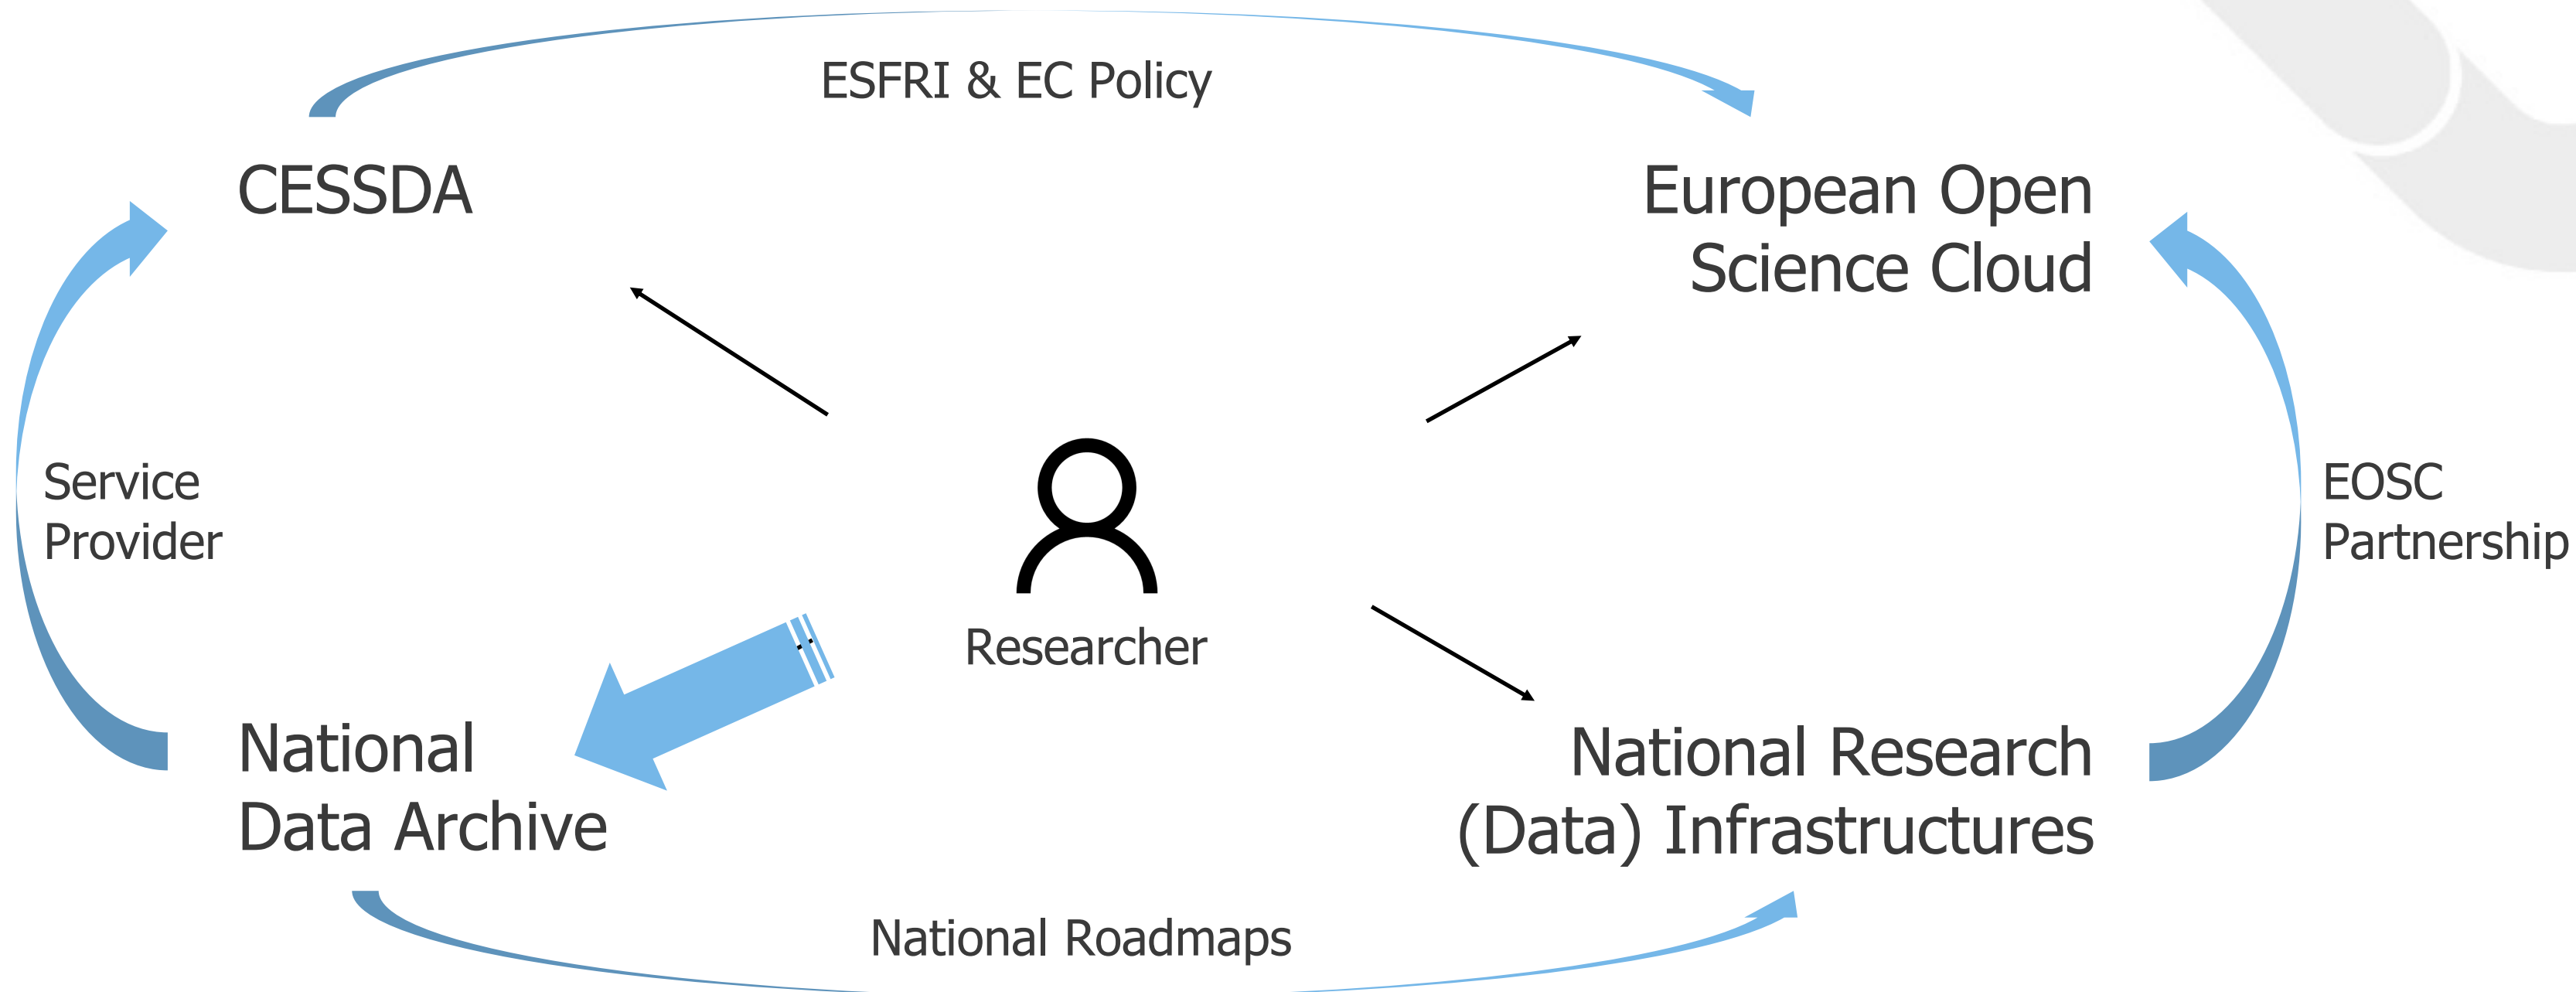 ESFRI & EC Policy
CESSDA
European Open
Science Cloud
Service
Provider
EOSC
Partnership
Researcher
National
Data Archive
National Research
(Data) Infrastructures
National Roadmaps